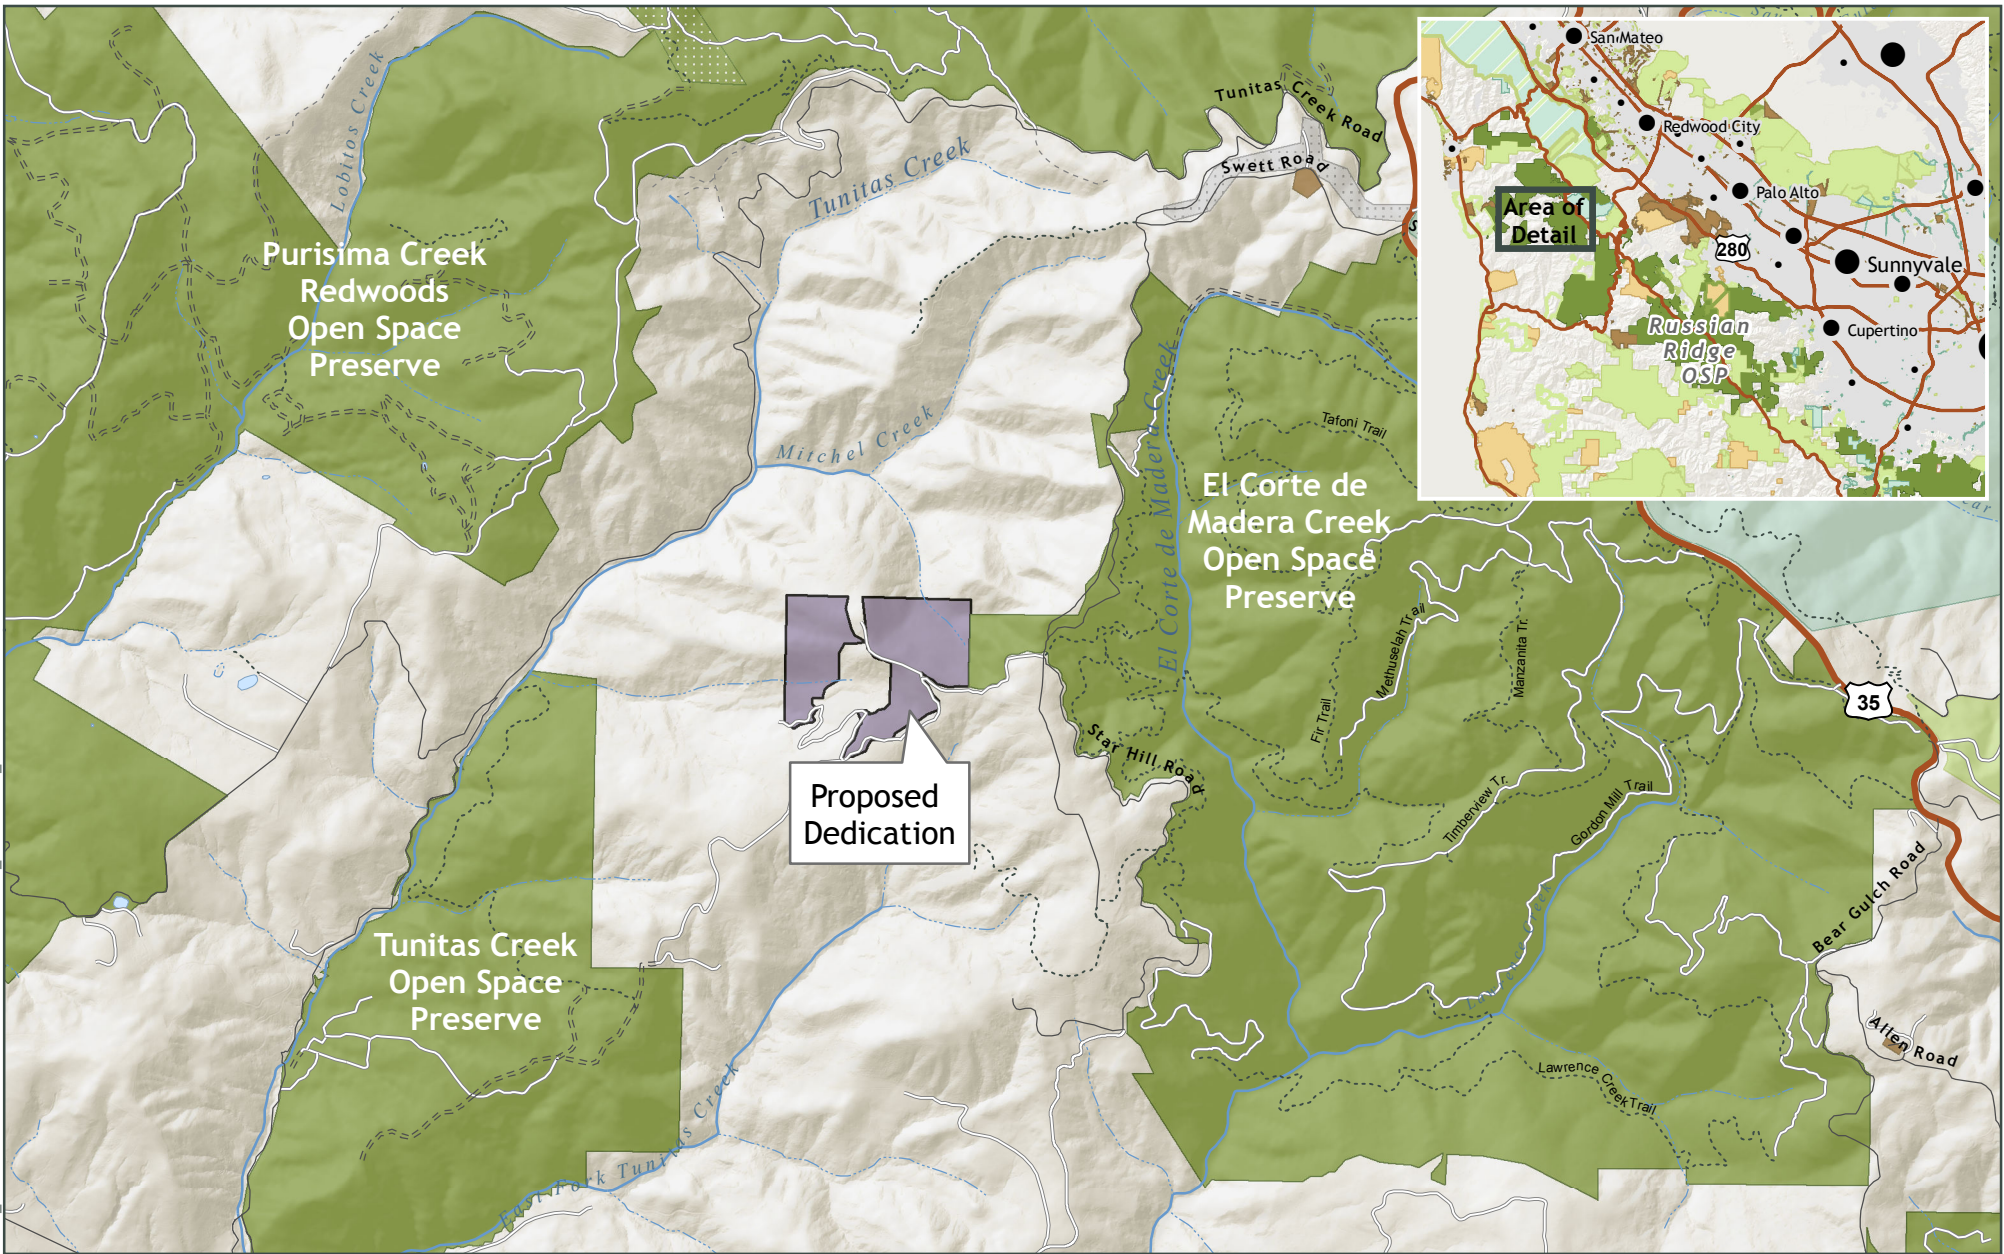 Lobitos Creek
Purisima Creek
Redwoods
Open Space
Preserve
Tunitas Creek
Tunitas Creek Road
Swett Road
Mitchel Creek
El Corte de Madera Creek
Tafoni Trail
El Corte de
Madera Creek
Open Space
Preserve
Methuselah Trail
Manzanita Tr.
Fir Trail
Star Hill Road
Timberview Tr.
Gordon Mill Trail
35
Proposed
Dedication
Bear Gulch Road
Allen Road
Lawrence Creek
Lawrence Creek Trail
Tunitas Creek
Open Space
Preserve
East Fork Tunitas Creek
San Mateo
Redwood City
Palo Alto
Area of
Detail
280
Sunnyvale
Cupertino
Russian
Ridge
OSP